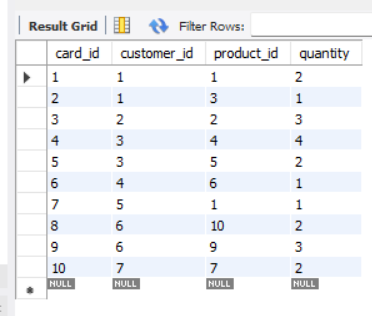 Result Grid Filter Rows:
card_id customer_id product_id quantity
1 1 1 2
2 1 3 1
3 2 2 3
4 3 4 4
5 3 5 2
6 4 6 1
7 5 1 1
8 6 10 2
9 6 9 3
10 7 7 2
NULL NULL NULL NULL